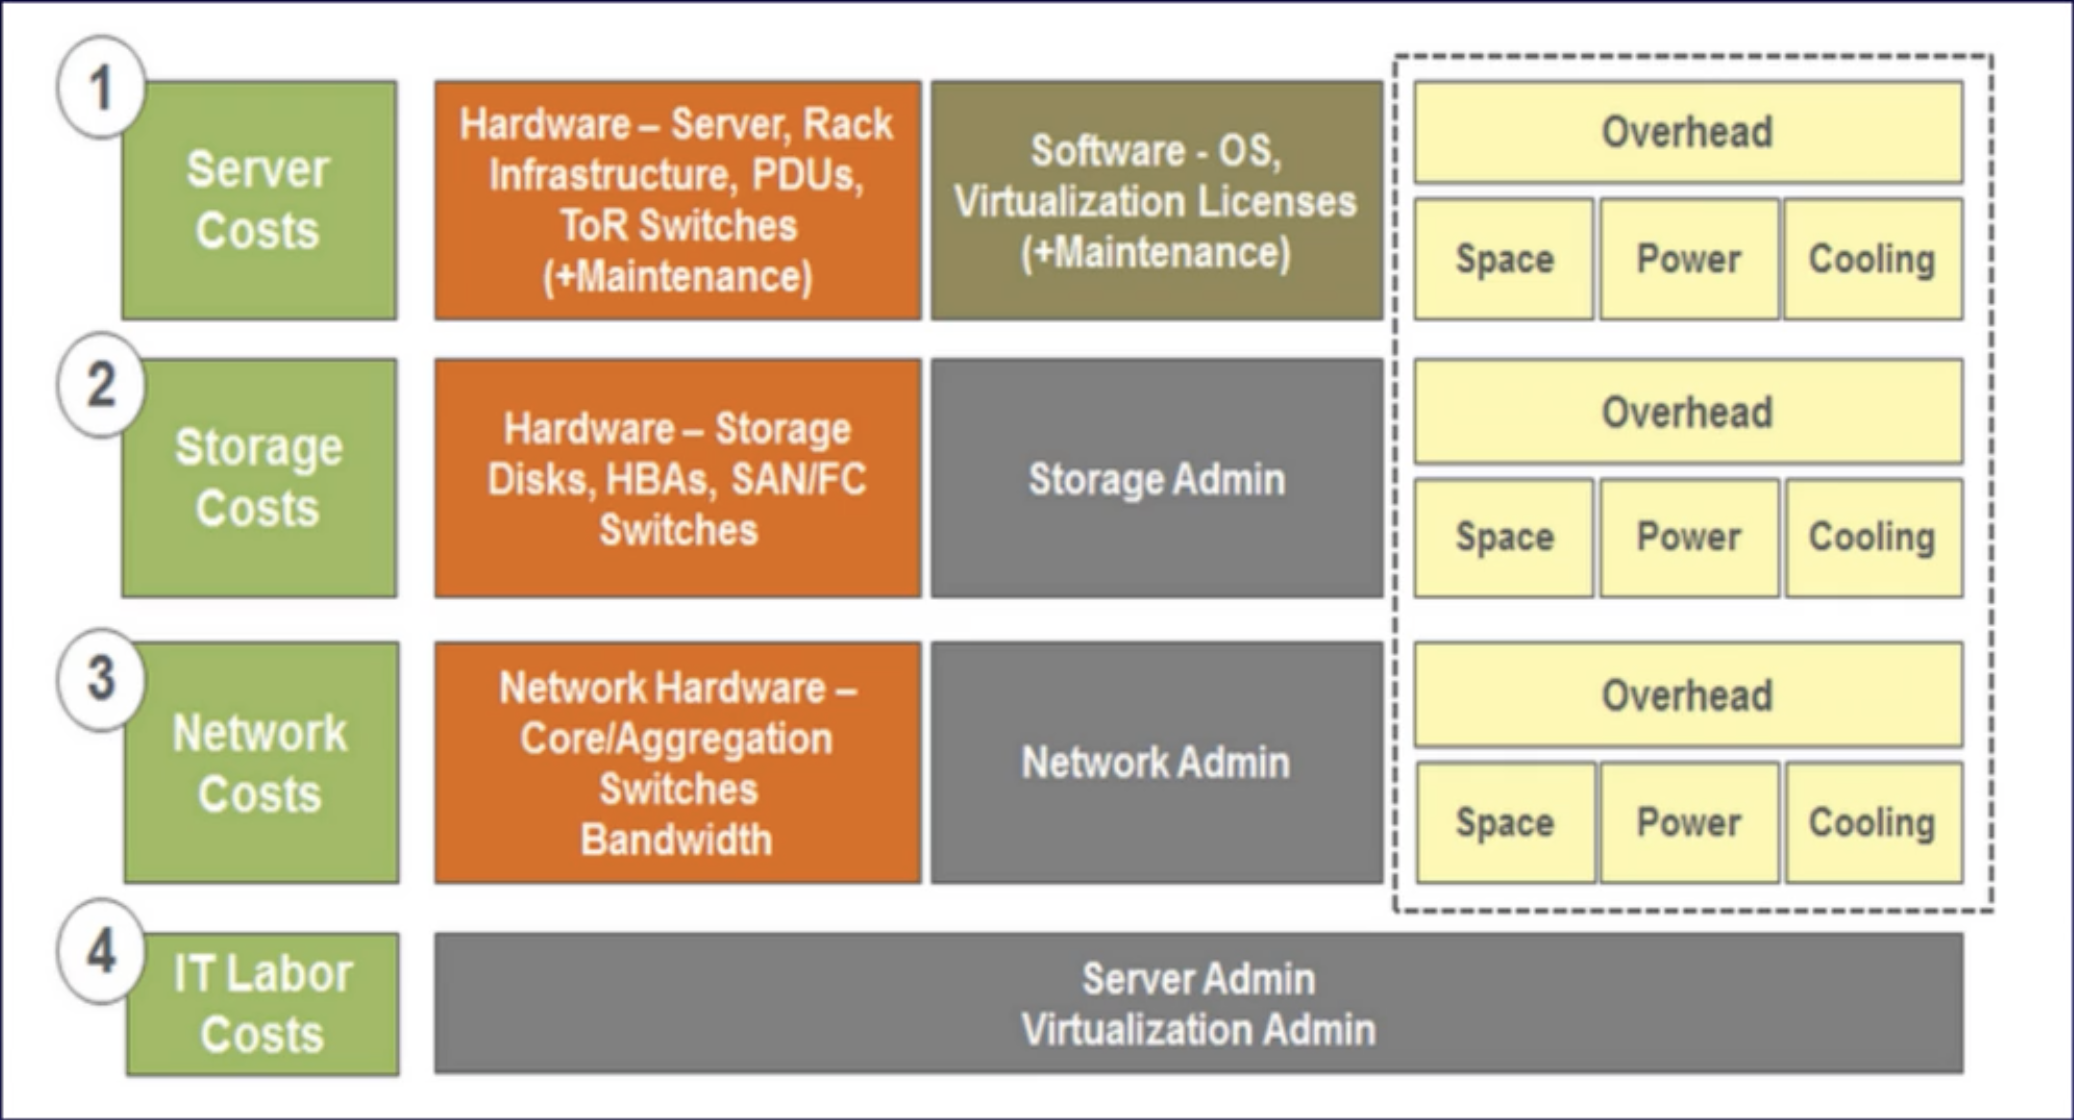 1
Server
Costs
Hardware – Server, Rack
Infrastructure, PDUs,
ToR Switches
(+Maintenance)
Software - OS,
Virtualization Licenses
(+Maintenance)
Overhead
Space
Power
Cooling
2
Storage
Costs
Hardware – Storage
Disks, HBAs, SAN/FC
Switches
Storage Admin
Overhead
Space
Power
Cooling
3
Network
Costs
Network Hardware –
Core/Aggregation
Switches
Bandwidth
Network Admin
Overhead
Space
Power
Cooling
4
IT Labor
Costs
Server Admin
Virtualization Admin